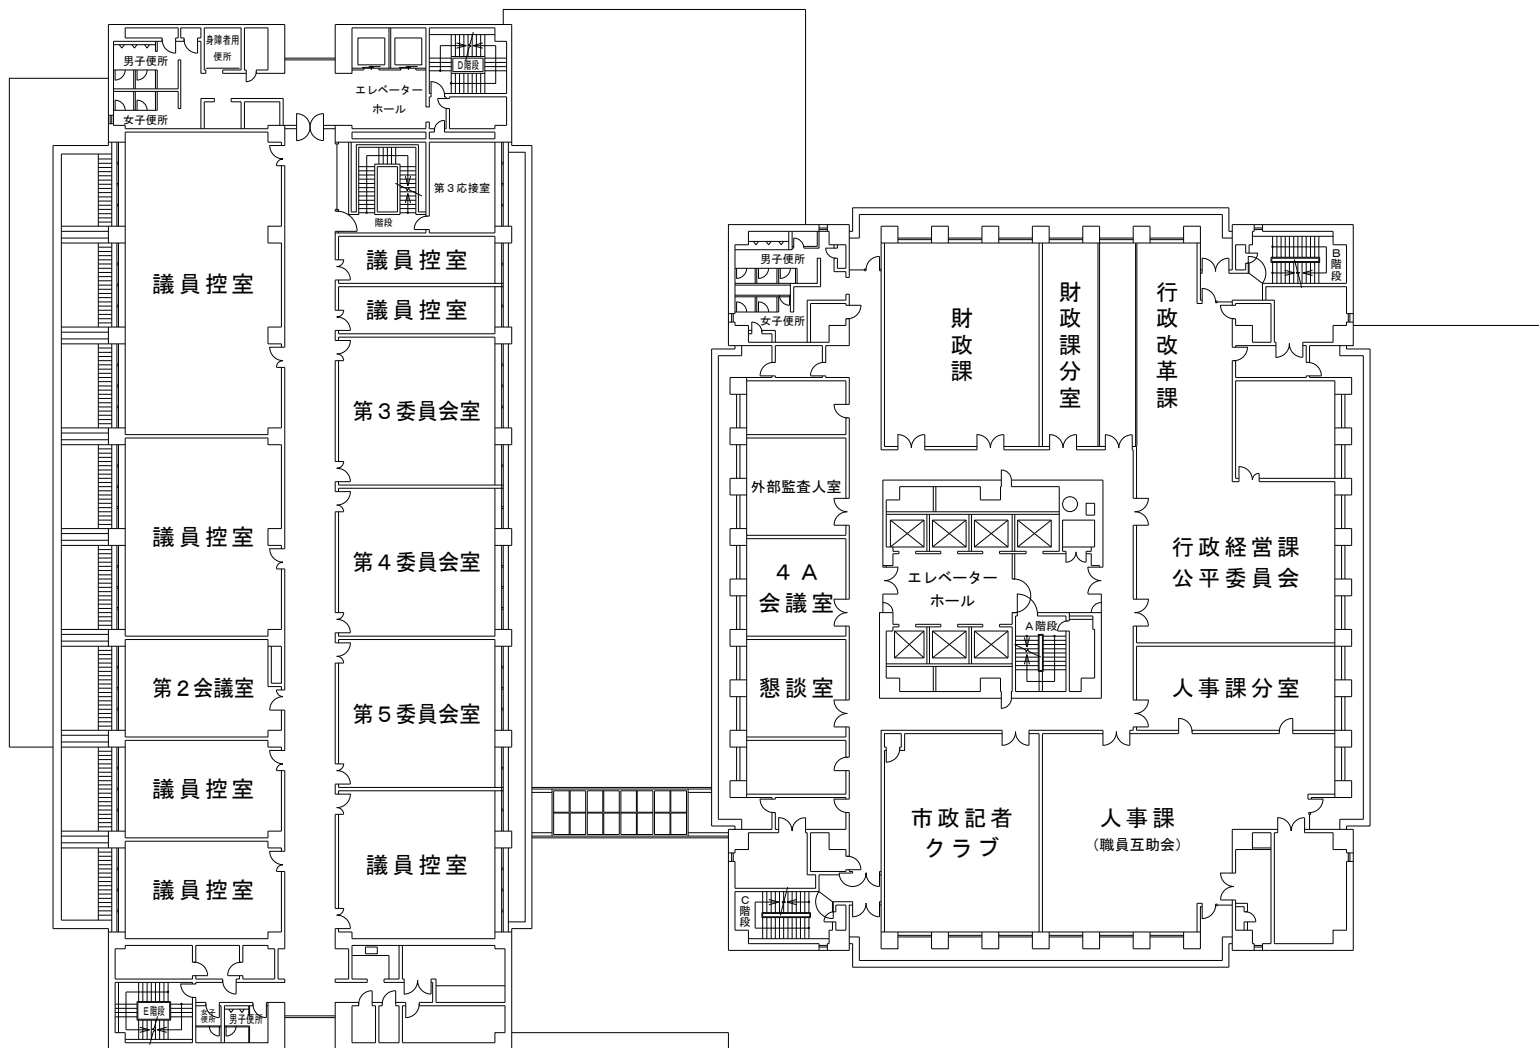 身障者用
便所
男子便所
女子便所
エレベーター
ホール
D階段
階段
第3応接室
議員控室
議員控室
議員控室
第3委員会室
議員控室
第4委員会室
第2会議室
第5委員会室
議員控室
議員控室
議員控室
E階段
女子
便所
男子便所
男子便所
女子便所
B階段
財政課
財政課分室
行政改革課
外部監査人室
4A
会議室
懇談室
エレベーター
ホール
A階段
行政経営課
公平委員会
人事課分室
市政記者
クラブ
人事課
(職員互助会)
C階段